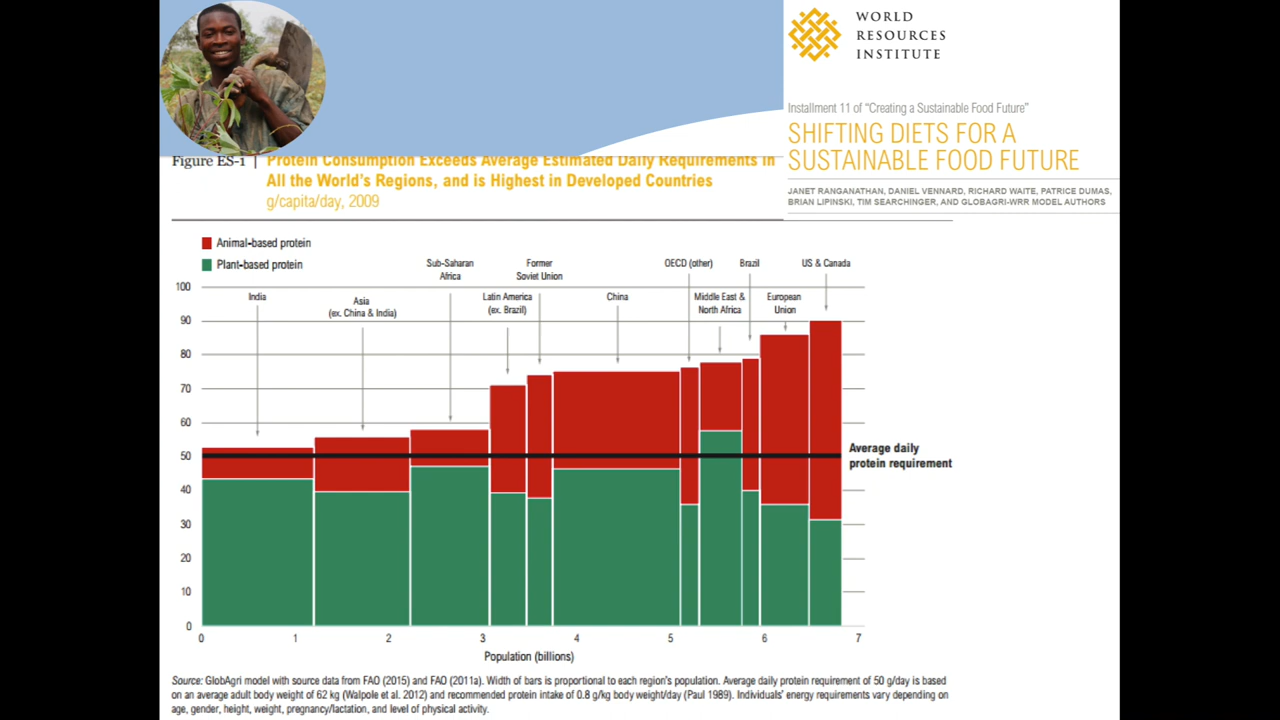 WORLD
RESOURCES
INSTITUTE
Installment 11 of “Creating a Sustainable Food Future”
SHIFTING DIETS FOR A
SUSTAINABLE FOOD FUTURE
JANET RANGANATHAN, DANIEL VENNARD, RICHARD WAITE, PATRICE DUMAS,
BRIAN LIPINSKI, TIM SEARCHINGER, AND GLOBAGRI-WRR MODEL AUTHORS
Figure ES-1 | Protein Consumption Exceeds Average Estimated Daily Requirements in
All the World’s Regions, and is Highest in Developed Countries
g/capita/day, 2009
Animal-based protein
Plant-based protein
Sub-Saharan
Africa
Former
Soviet Union
OECD (other)
Brazil
US & Canada
India
Asia
(ex. China & India)
Latin America
(ex. Brazil)
China
Middle East &
North Africa
European
Union
100
90
80
70
60
50
40
30
20
10
0
Average daily
protein requirement
0 1 2 3 4 5 6 7
Population (billions)
Source: GlobAgri model with source data from FAO (2015) and FAO (2011a). Width of bars is proportional to each region’s population. Average daily protein requirement of 50 g/day is based
on an average adult body weight of 62 kg (Walpole et al. 2012) and recommended protein intake of 0.8 g/kg body weight/day (Paul 1989). Individuals’ energy requirements vary depending on
age, gender, height, weight, pregnancy/lactation, and level of physical activity.